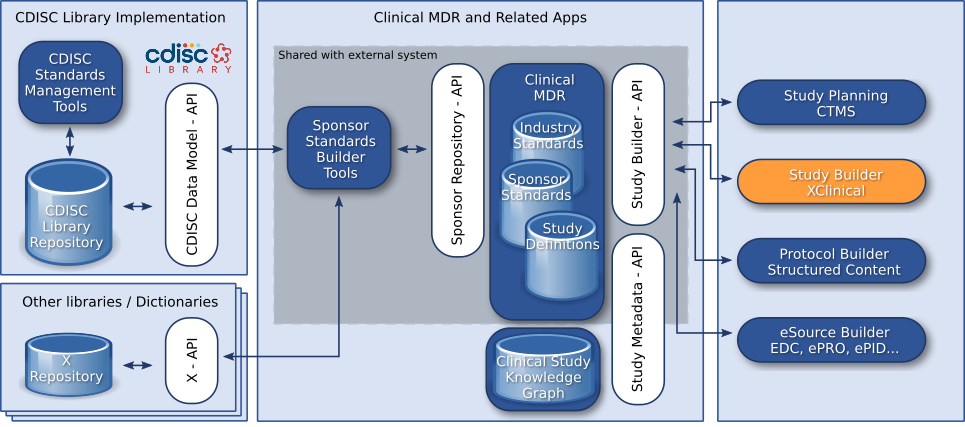 CDISC Library Implementation
CDISC
Standards
Management
Tools
cdisc
LIBRARY
CDISC Data Model - API
CDISC
Library
Repository
Other libraries / Dictionaries
X
Repository
X - API
Clinical MDR and Related Apps
Shared with external system
Sponsor
Standards
Builder
Tools
Sponsor Repository - API
Clinical
MDR
Industry
Standards
Sponsor
Standards
Study
Definitions
Clinical Study
Knowledge
Graph
Study Builder - API
Study Metadata - API
Study Planning
CTMS
Study Builder
XClinical
Protocol Builder
Structured Content
eSource Builder
EDC, ePRO, ePID...